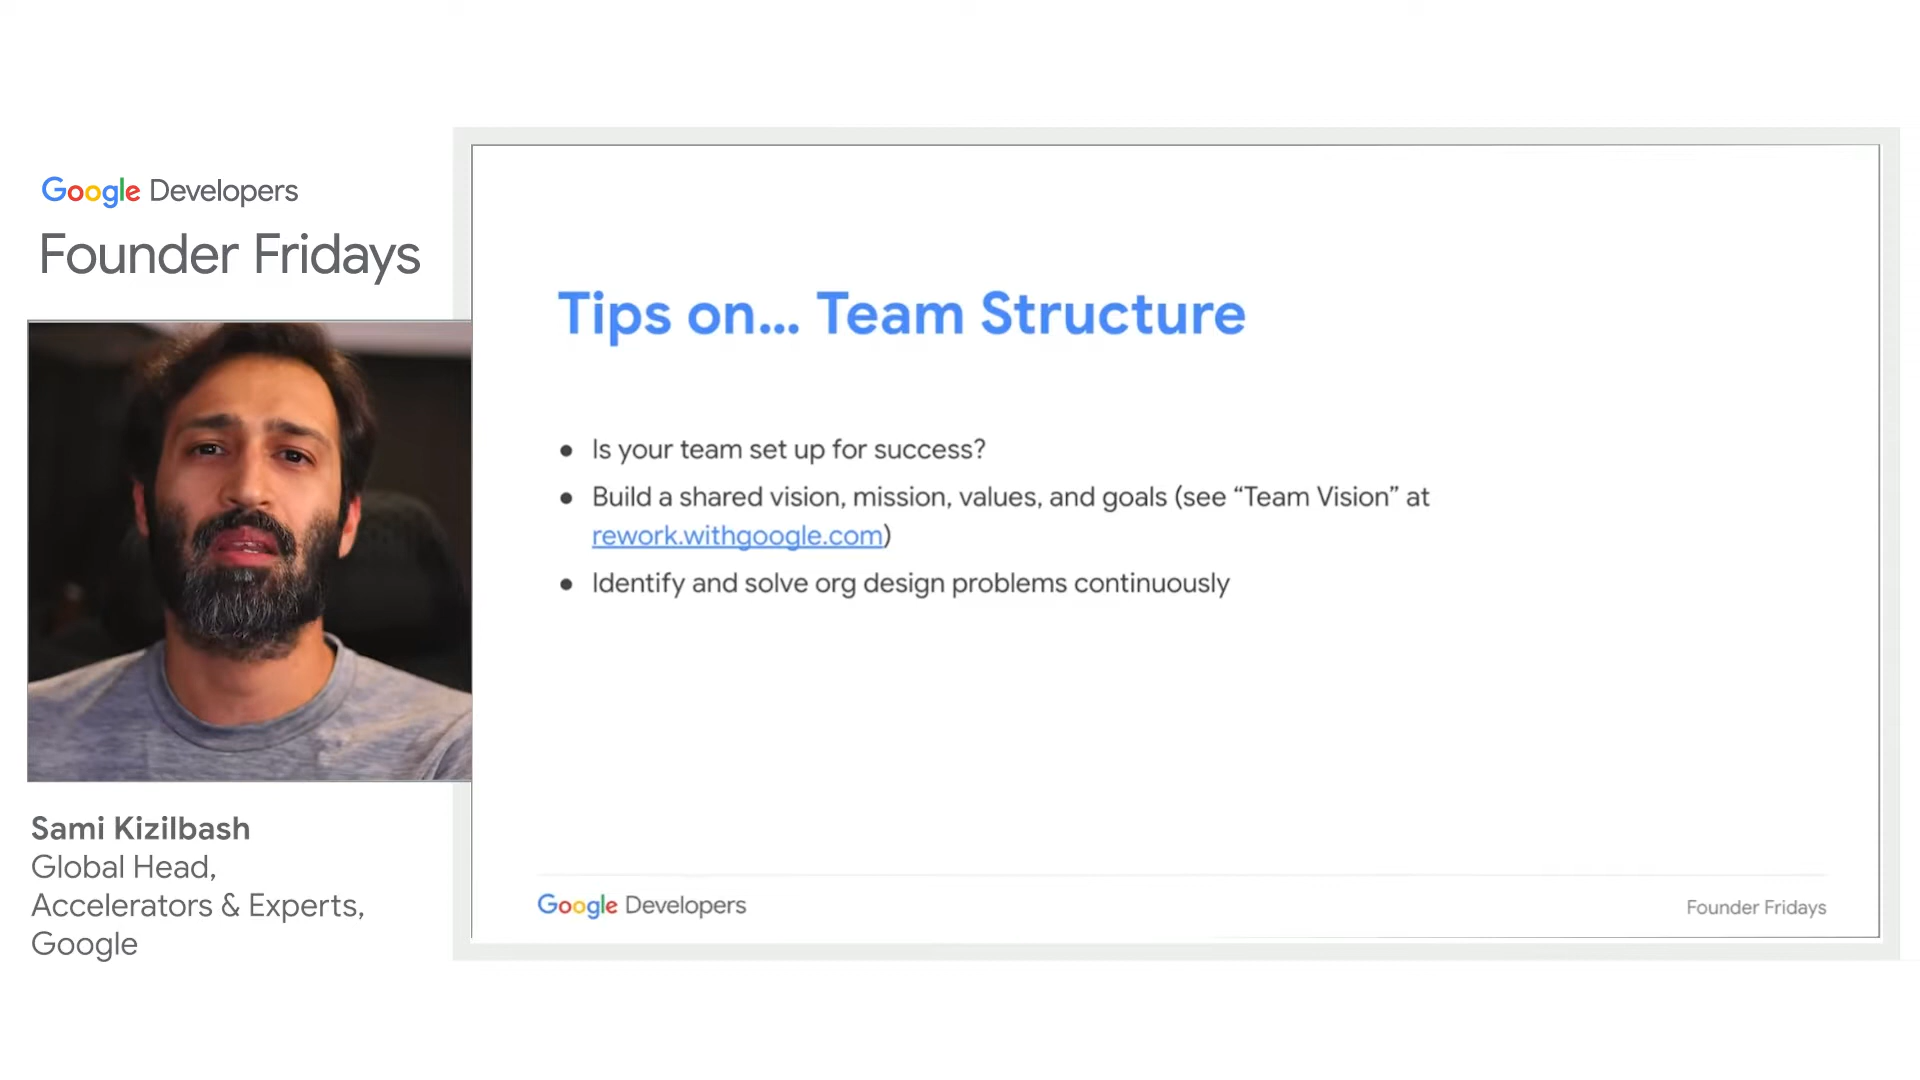 Google Developers
Founder Fridays
Sami Kizilbash
Global Head,
Accelerators & Experts,
Google
Tips on... Team Structure
● Is your team set up for success?
● Build a shared vision, mission, values, and goals (see “Team Vision” at
rework.withgoogle.com)
● Identify and solve org design problems continuously
Google Developers
Founder Fridays